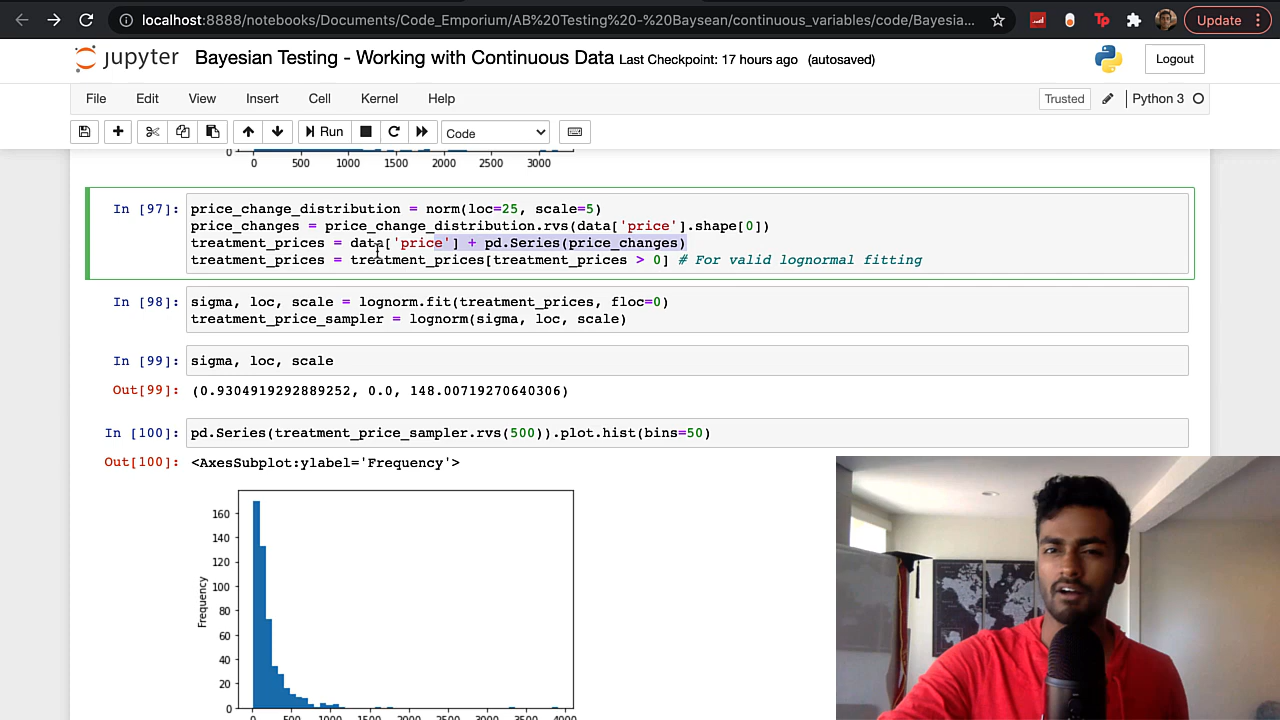 localhost:8888/notebooks/Documents/Code_Emporium/AB%20Testing%20-%20Baysean/continuous_variables/code/Bayesia...
Tp
Update
jupyter
Bayesian Testing - Working with Continuous Data Last Checkpoint: 17 hours ago (autosaved)
Logout
File Edit View Insert Cell Kernel Help
Trusted
Python 3
Run
Code
0
0 500 1000 1500 2000 2500 3000
In [97]:
price_change_distribution = norm(loc=25, scale=5)
price_changes = price_change_distribution.rvs(data['price'].shape[0])
treatment_prices = data['price'] + pd.Series(price_changes)
treatment_prices = treatment_prices[treatment_prices > 0] # For valid lognormal fitting
In [98]:
sigma, loc, scale = lognorm.fit(treatment_prices, floc=0)
treatment_price_sampler = lognorm(sigma, loc, scale)
In [99]:
sigma, loc, scale
Out[99]:
(0.9304919292889252, 0.0, 148.00719270640306)
In [100]:
pd.Series(treatment_price_sampler.rvs(500)).plot.hist(bins=50)
Out[100]:
<AxesSubplot:ylabel='Frequency'>
160
140
120
100
80
60
40
20
0
Frequency
0 500 1000 1500 2000 2500 3000 3500 4000